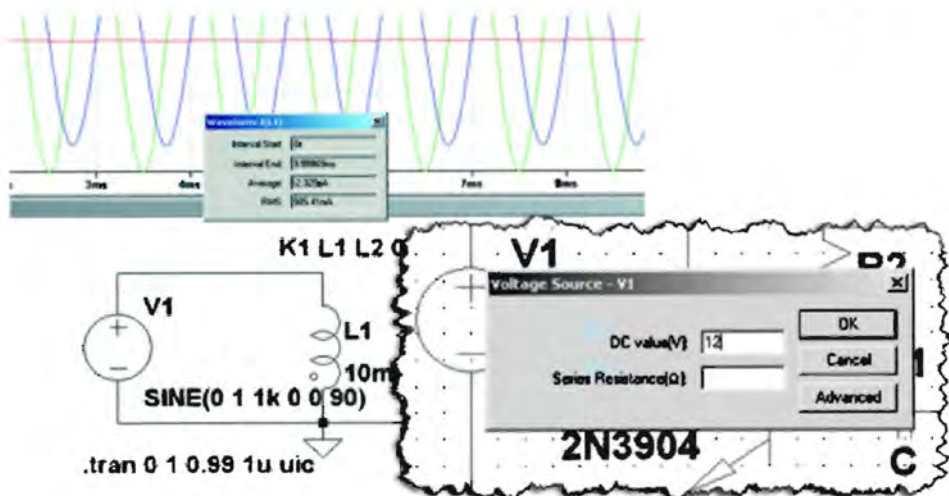 Interval Start:
Interval End:
Average:
RMS:
3ms
4ms
7ms
8ms
K1 L1 L2 0
V1
L1
10m
SINE(0 1 1k 0 0 90)
.tran 0 1 0.99 1u uic
V1
Voltage Source - V1
DC value[V]: 12
Series Resistance[Ω]:
OK
Cancel
Advanced
2N3904
C